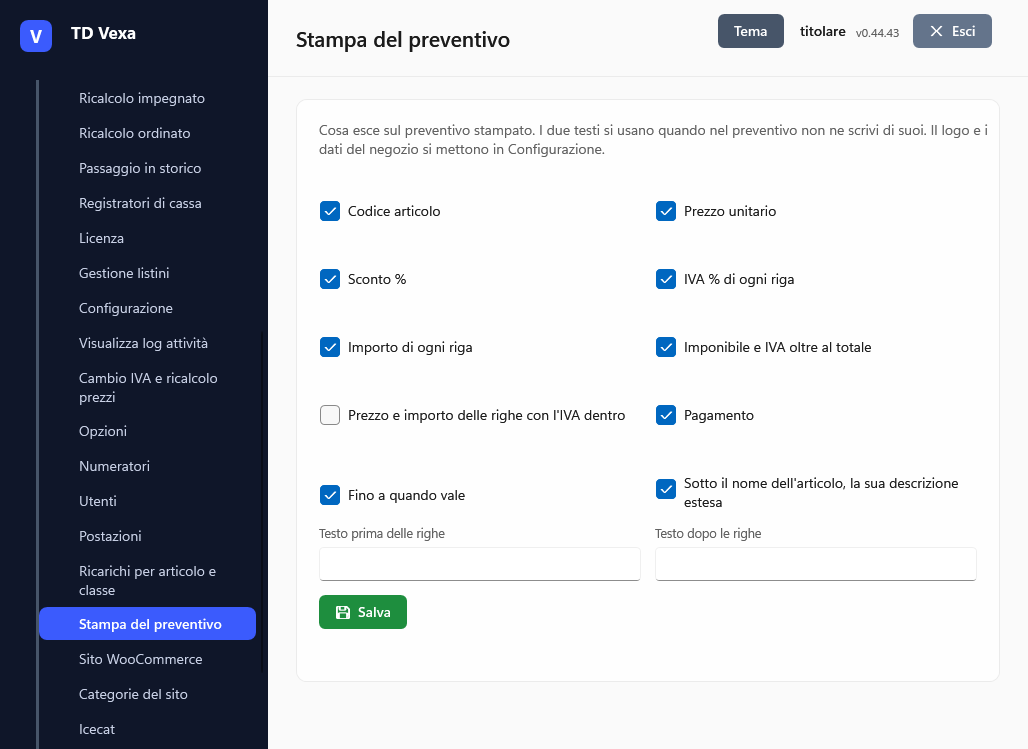 V
TD Vexa
Ricalcolo impegnato
Ricalcolo ordinato
Passaggio in storico
Registratori di cassa
Licenza
Gestione listini
Configurazione
Visualizza log attività
Cambio IVA e ricalcolo
prezzi
Opzioni
Numeratori
Utenti
Postazioni
Ricarichi per articolo e
classe
Stampa del preventivo
Sito WooCommerce
Categorie del sito
Icecat
Stampa del preventivo
Tema
titolare
v0.44.43
Esci
Cosa esce sul preventivo stampato. I due testi si usano quando nel preventivo non ne scrivi di suoi. Il logo e i
dati del negozio si mettono in Configurazione.
Codice articolo
Prezzo unitario
Sconto %
IVA % di ogni riga
Importo di ogni riga
Imponibile e IVA oltre al totale
Prezzo e importo delle righe con l'IVA dentro
Pagamento
Fino a quando vale
Sotto il nome dell'articolo, la sua descrizione
estesa
Testo prima delle righe
Testo dopo le righe
Salva